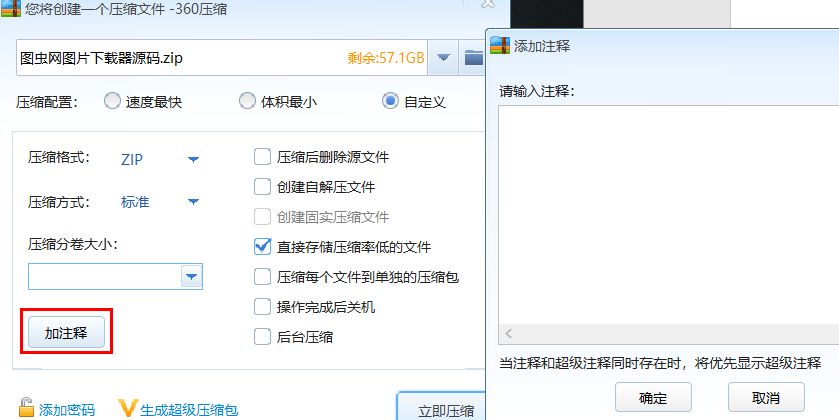 您将创建一个压缩文件 -360压缩
图虫网图片下载器源码.zip
剩余:57.1GB
压缩配置:
速度最快
体积最小
自定义
压缩格式:
ZIP
压缩方式:
标准
压缩分卷大小:
加注释
压缩后删除源文件
创建自解压文件
创建固实压缩文件
直接存储压缩率低的文件
压缩每个文件到单独的压缩包
操作完成后关机
后台压缩
添加密码
生成超级压缩包
立即压缩
添加注释
请输入注释:
当注释和超级注释同时存在时，将优先显示超级注释
确定
取消